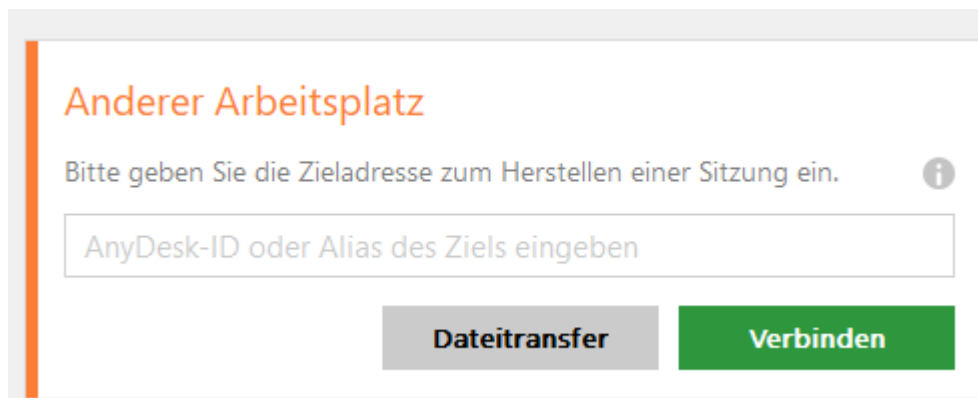 Anderer Arbeitsplatz
Bitte geben Sie die Zieladresse zum Herstellen einer Sitzung ein.
AnyDesk-ID oder Alias des Ziels eingeben
Dateitransfer Verbinden